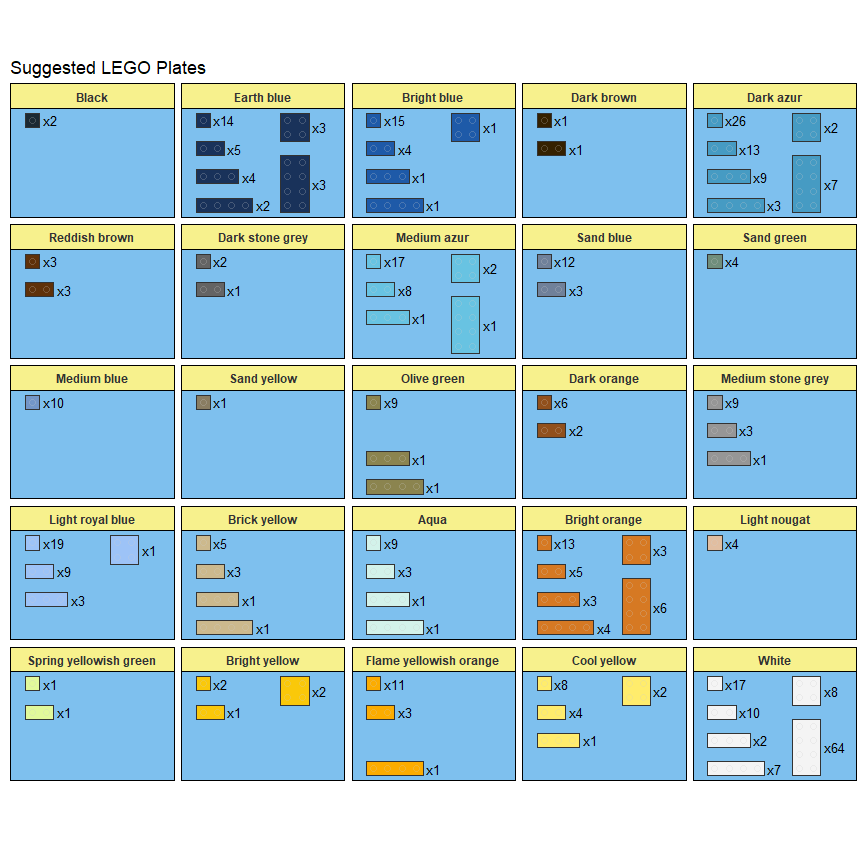 Suggested LEGO Plates
Black
x2
Earth blue
x14
x3
x5
x4
x3
x2
Bright blue
x15
x1
x4
x1
x1
Dark brown
x1
x1
Dark azur
x26
x2
x13
x9
x7
x3
Reddish brown
x3
x3
Dark stone grey
x2
x1
Medium azur
x17
x2
x8
x1
x1
Sand blue
x12
x3
Sand green
x4
Medium blue
x10
Sand yellow
x1
Olive green
x9
x1
x1
Dark orange
x6
x2
Medium stone grey
x9
x3
x1
Light royal blue
x19
x1
x9
x3
Brick yellow
x5
x3
x1
x1
Aqua
x9
x3
x1
x1
Bright orange
x13
x3
x5
x3
x6
x4
Light nougat
x4
Spring yellowish green
x1
x1
Bright yellow
x2
x2
x1
Flame yellowish orange
x11
x3
x1
Cool yellow
x8
x2
x4
x1
White
x17
x8
x10
x2
x64
x7